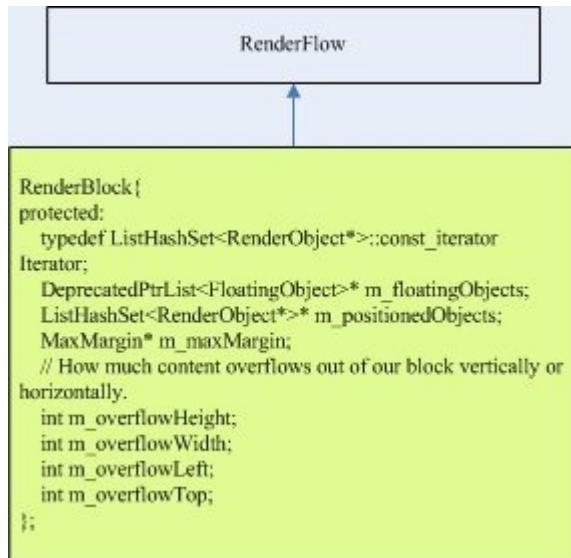 RenderFlow
RenderBlock{
protected:
typedef ListHashSet<RenderObject*>::const_iterator
Iterator;
DeprecatedPtrList<FloatingObject>* m_floatingObjects;
ListHashSet<RenderObject*>* m_positionedObjects;
MaxMargin* m_maxMargin;
// How much content overflows out of our block vertically or
horizontally.
int m_overflowHeight;
int m_overflowWidth;
int m_overflowLeft;
int m_overflowTop;
};